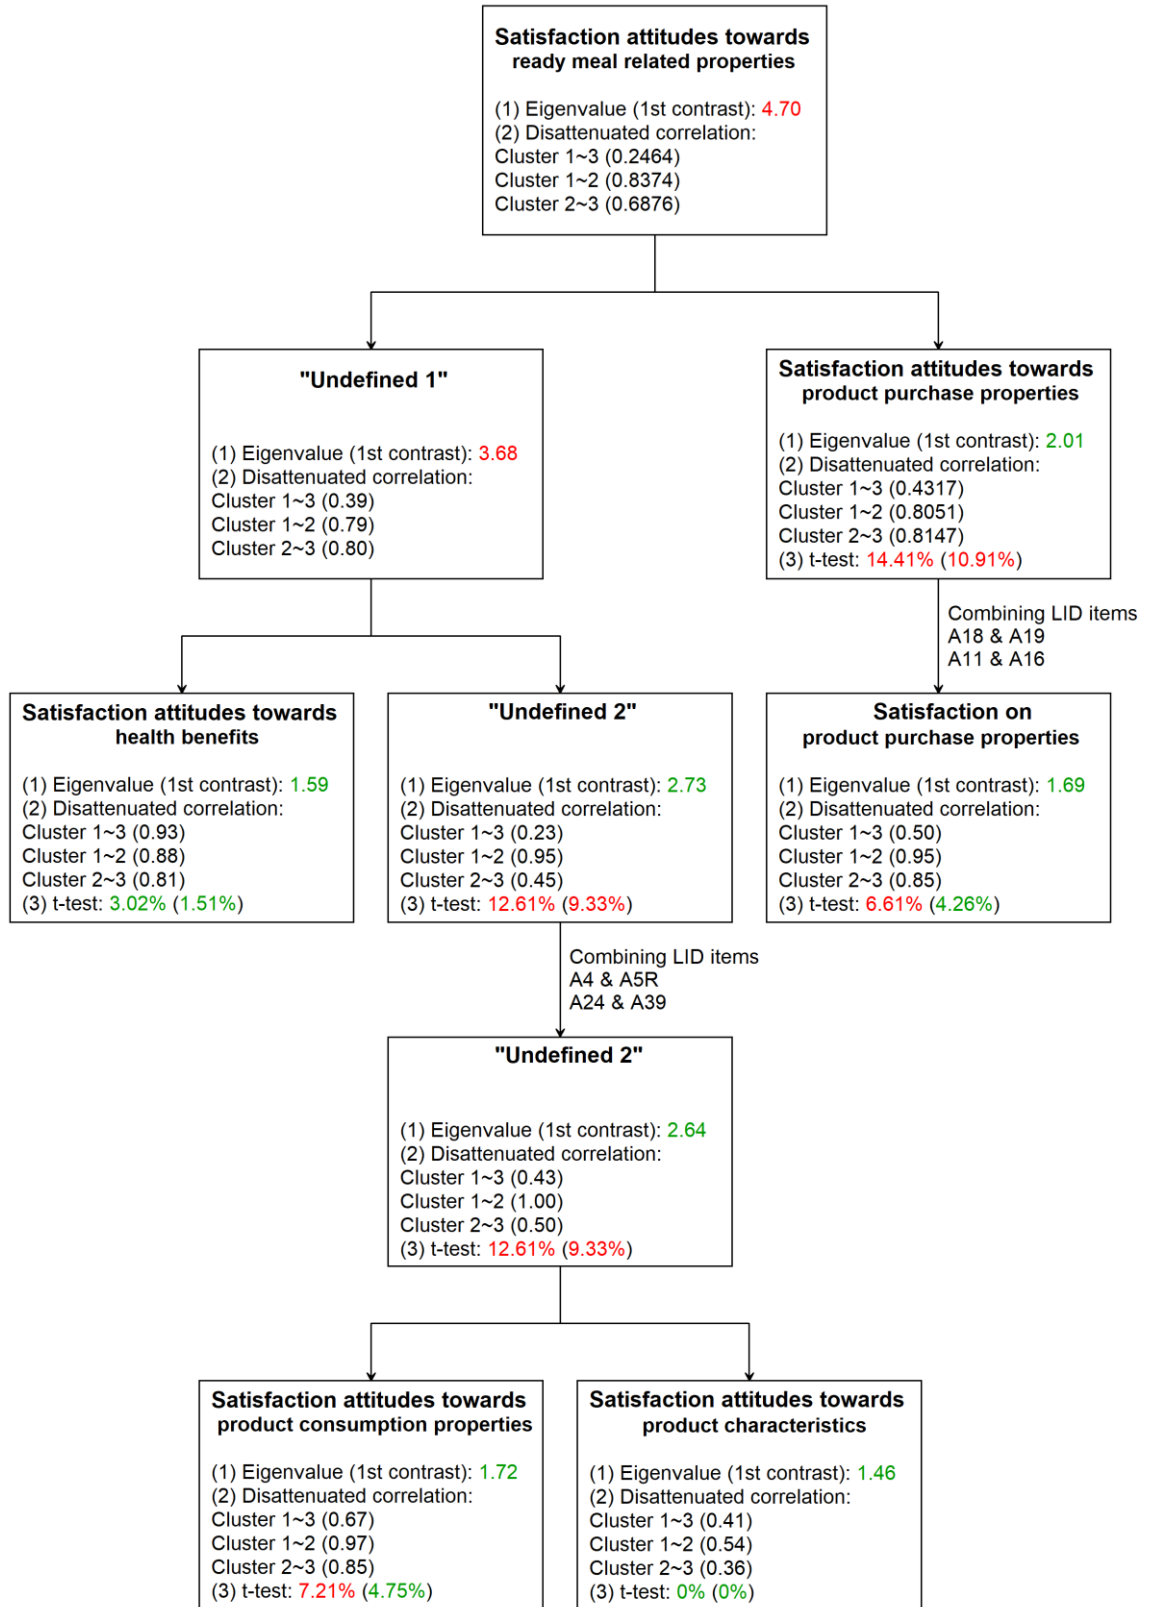 Satisfaction attitudes towards
ready meal related properties
(1) Eigenvalue (1st contrast): 4.70
(2) Disattenuated correlation:
Cluster 1~3 (0.2464)
Cluster 1~2 (0.8374)
Cluster 2~3 (0.6876)
"Undefined 1"
(1) Eigenvalue (1st contrast): 3.68
(2) Disattenuated correlation:
Cluster 1~3 (0.39)
Cluster 1~2 (0.79)
Cluster 2~3 (0.80)
Satisfaction attitudes towards
product purchase properties
(1) Eigenvalue (1st contrast): 2.01
(2) Disattenuated correlation:
Cluster 1~3 (0.4317)
Cluster 1~2 (0.8051)
Cluster 2~3 (0.8147)
(3) t-test: 14.41% (10.91%)
Combining LID items
A18 & A19
A11 & A16
Satisfaction attitudes towards
health benefits
(1) Eigenvalue (1st contrast): 1.59
(2) Disattenuated correlation:
Cluster 1~3 (0.93)
Cluster 1~2 (0.88)
Cluster 2~3 (0.81)
(3) t-test: 3.02% (1.51%)
"Undefined 2"
(1) Eigenvalue (1st contrast): 2.73
(2) Disattenuated correlation:
Cluster 1~3 (0.23)
Cluster 1~2 (0.95)
Cluster 2~3 (0.45)
(3) t-test: 12.61% (9.33%)
Satisfaction on
product purchase properties
(1) Eigenvalue (1st contrast): 1.69
(2) Disattenuated correlation:
Cluster 1~3 (0.50)
Cluster 1~2 (0.95)
Cluster 2~3 (0.85)
(3) t-test: 6.61% (4.26%)
Combining LID items
A4 & A5R
A24 & A39
"Undefined 2"
(1) Eigenvalue (1st contrast): 2.64
(2) Disattenuated correlation:
Cluster 1~3 (0.43)
Cluster 1~2 (1.00)
Cluster 2~3 (0.50)
(3) t-test: 12.61% (9.33%)
Satisfaction attitudes towards
product consumption properties
(1) Eigenvalue (1st contrast): 1.72
(2) Disattenuated correlation:
Cluster 1~3 (0.67)
Cluster 1~2 (0.97)
Cluster 2~3 (0.85)
(3) t-test: 7.21% (4.75%)
Satisfaction attitudes towards
product characteristics
(1) Eigenvalue (1st contrast): 1.46
(2) Disattenuated correlation:
Cluster 1~3 (0.41)
Cluster 1~2 (0.54)
Cluster 2~3 (0.36)
(3) t-test: 0% (0%)